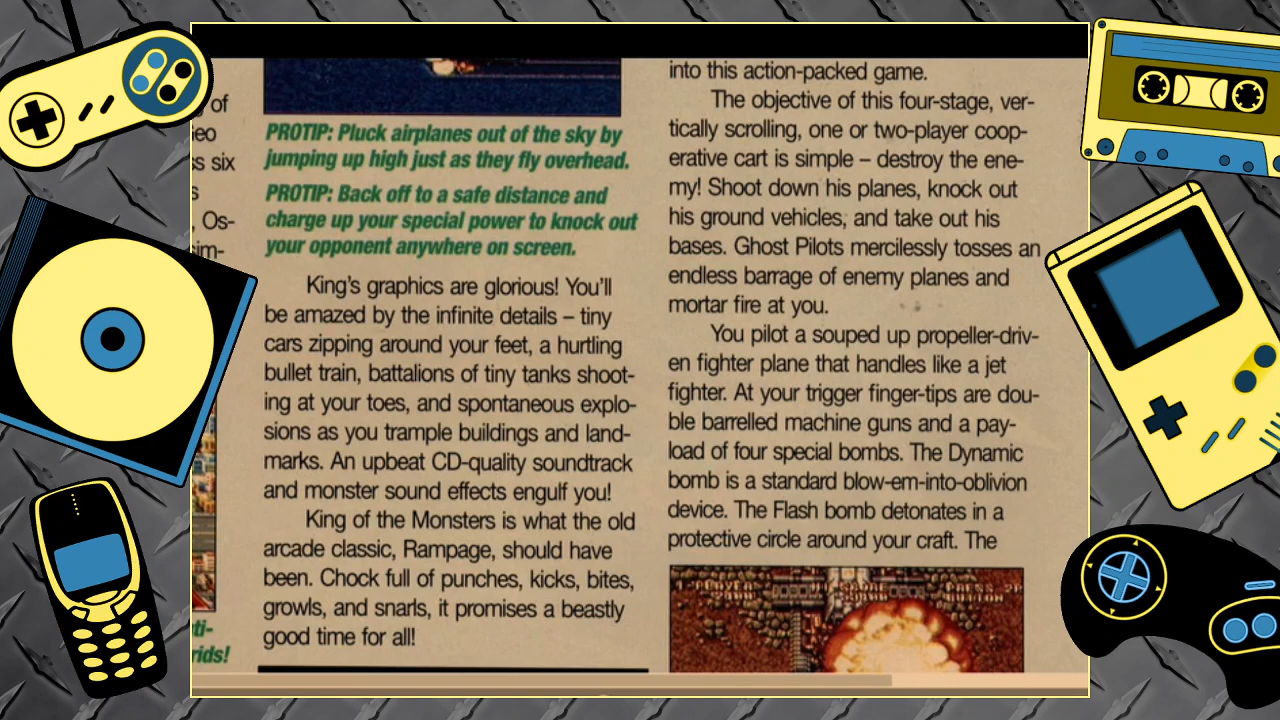 of
eo
s six
s
, Os-
sim-
ti-
rids!
PROTIP: Pluck airplanes out of the sky by
jumping up high just as they fly overhead.
PROTIP: Back off to a safe distance and
charge up your special power to knock out
your opponent anywhere on screen.
King's graphics are glorious! You'll
be amazed by the infinite details – tiny
cars zipping around your feet, a hurtling
bullet train, battalions of tiny tanks shoot-
ing at your toes, and spontaneous explo-
sions as you trample buildings and land-
marks. An upbeat CD-quality soundtrack
and monster sound effects engulf you!
King of the Monsters is what the old
arcade classic, Rampage, should have
been. Chock full of punches, kicks, bites,
growls, and snarls, it promises a beastly
good time for all!
into this action-packed game.
The objective of this four-stage, ver-
tically scrolling, one or two-player coop-
erative cart is simple – destroy the ene-
my! Shoot down his planes, knock out
his ground vehicles, and take out his
bases. Ghost Pilots mercilessly tosses an
endless barrage of enemy planes and
mortar fire at you.
You pilot a souped up propeller-driv-
en fighter plane that handles like a jet
fighter. At your trigger finger-tips are dou-
ble barrelled machine guns and a pay-
load of four special bombs. The Dynamic
bomb is a standard blow-em-into-oblivion
device. The Flash bomb detonates in a
protective circle around your craft. The